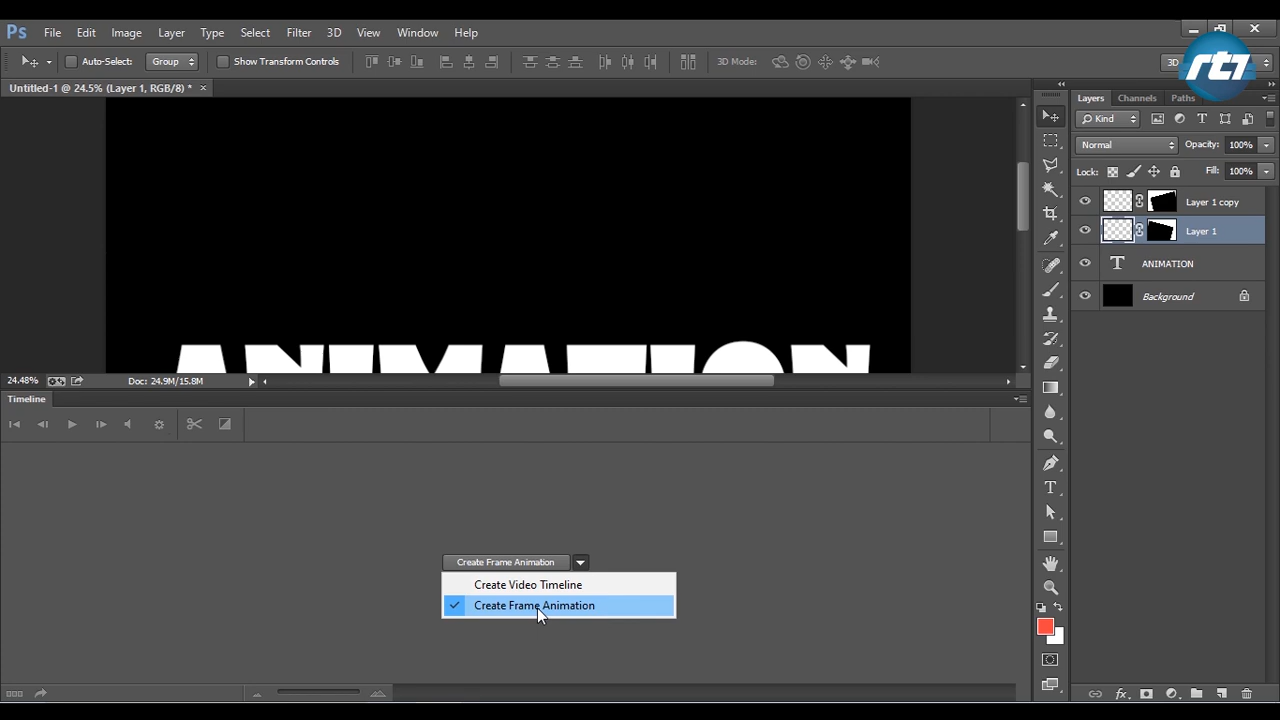 Ps File Edit Image Layer Type Select Filter 3D View Window Help
Auto-Select: Group Show Transform Controls 3D Mode: 3D
rt1
Untitled-1 @ 24.5% (Layer 1, RGB/8) * ×
Layers Channels Paths
Kind
Normal Opacity: 100%
Lock: Fill: 100%
Layer 1 copy
Layer 1
T ANIMATION
Background
ANIMATION
24.48% Doc: 24.9M/15.8M
Timeline
Create Frame Animation
Create Video Timeline
Create Frame Animation